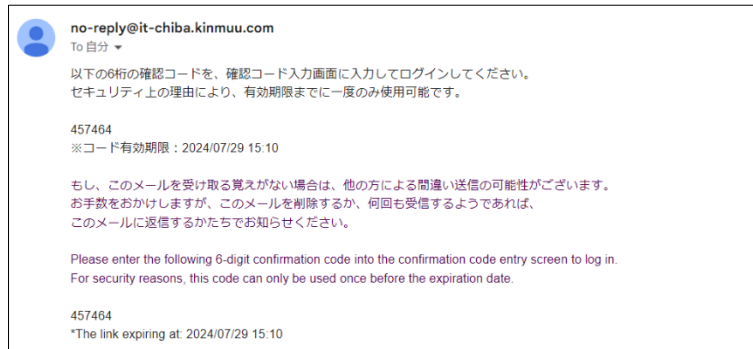 no-reply@it-chiba.kinmuu.com
To 自分
以下の6桁の確認コードを、確認コード入力画面に入力してログインしてください。
セキュリティ上の理由により、有効期限までに一度のみ使用可能です。
457464
※コード有効期限：2024/07/29 15:10
もし、このメールを受け取る覚えがない場合は、他の方による間違い送信の可能性がございます。
お手数をおかけしますが、このメールを削除するか、何回も受信するようであれば、
このメールに返信するかたちでお知らせください。
Please enter the following 6-digit confirmation code into the confirmation code entry screen to log in.
For security reasons, this code can only be used once before the expiration date.
457464
*The link expiring at: 2024/07/29 15:10